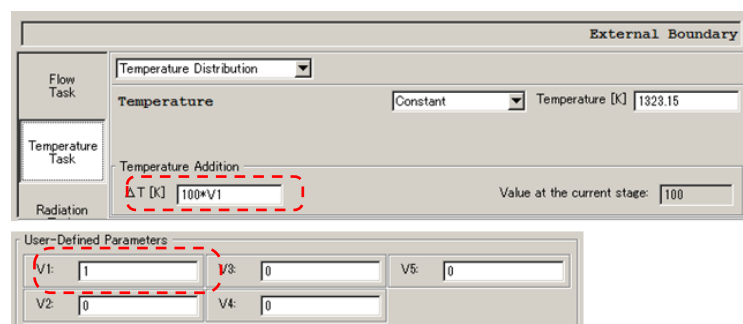 External Boundary
Flow
Task
Temperature Distribution
Temperature Constant Temperature [K] 1323.15
Temperature
Task
Temperature Addition
ΔT [K] 100*V1 Value at the current stage: 100
Radiation
User-Defined Parameters
V1: 1 V3: 0 V5: 0
V2: 0 V4: 0